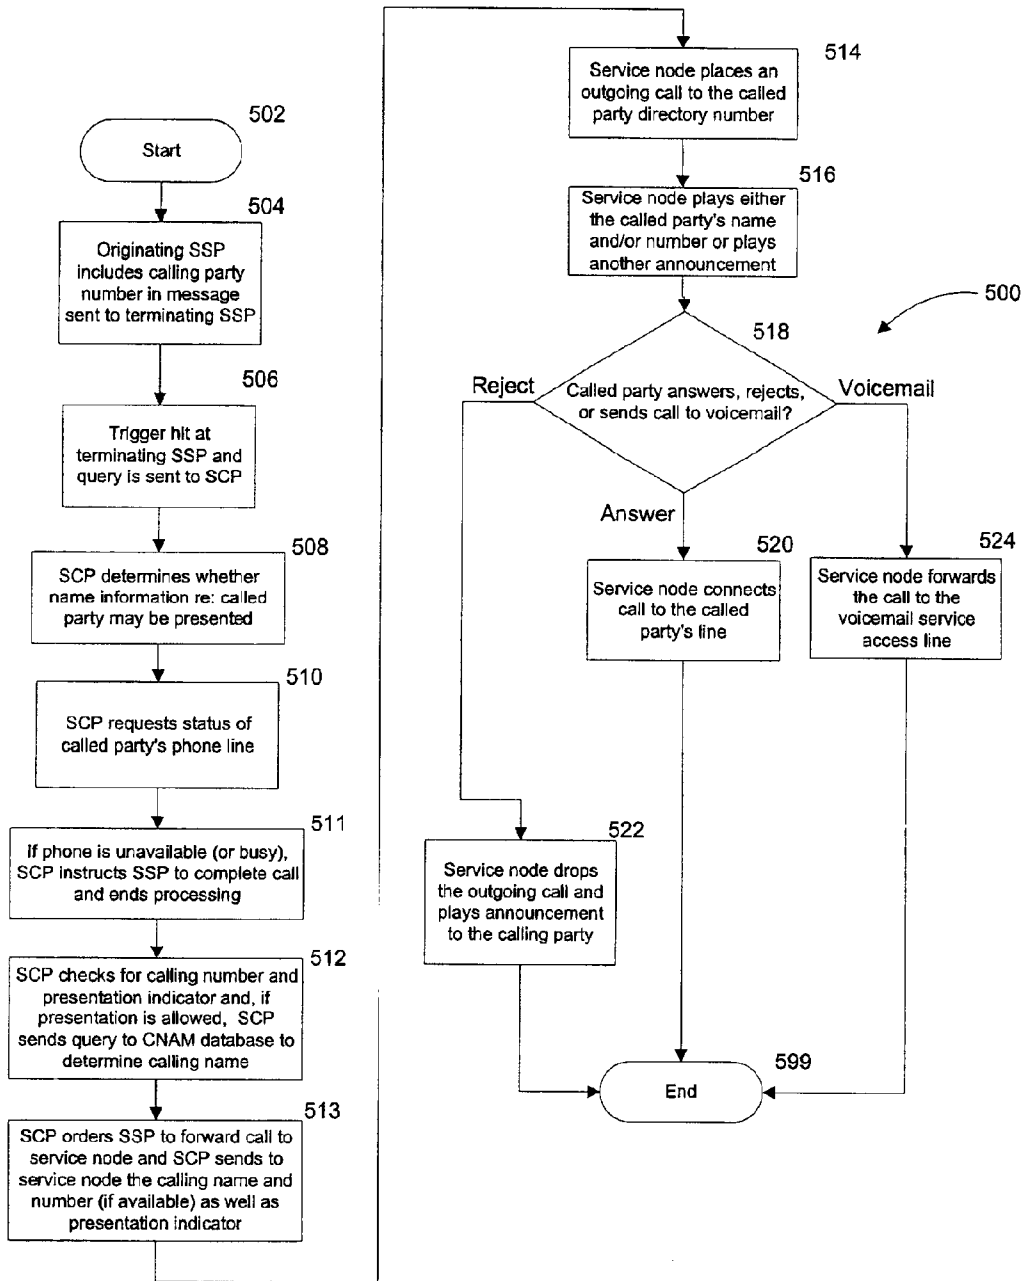 502
Start
504
Originating SSP
includes calling party
number in message
sent to terminating SSP
506
Trigger hit at
terminating SSP and
query is sent to SCP
508
SCP determines whether
name information re: called
party may be presented
510
SCP requests status of
called party's phone line
511
If phone is unavailable (or busy),
SCP instructs SSP to complete call
and ends processing
512
SCP checks for calling number and
presentation indicator and, if
presentation is allowed, SCP
sends query to CNAM database to
determine calling name
513
SCP orders SSP to forward call to
service node and SCP sends to
service node the calling name and
number (if available) as well as
presentation indicator
514
Service node places an
outgoing call to the called
party directory number
516
Service node plays either
the called party's name
and/or number or plays
another announcement
500
518
Called party answers, rejects,
or sends call to voicemail?
Reject
Voicemail
Answer
520
Service node connects
call to the called
party's line
524
Service node forwards
the call to the
voicemail service
access line
522
Service node drops
the outgoing call and
plays announcement
to the calling party
599
End